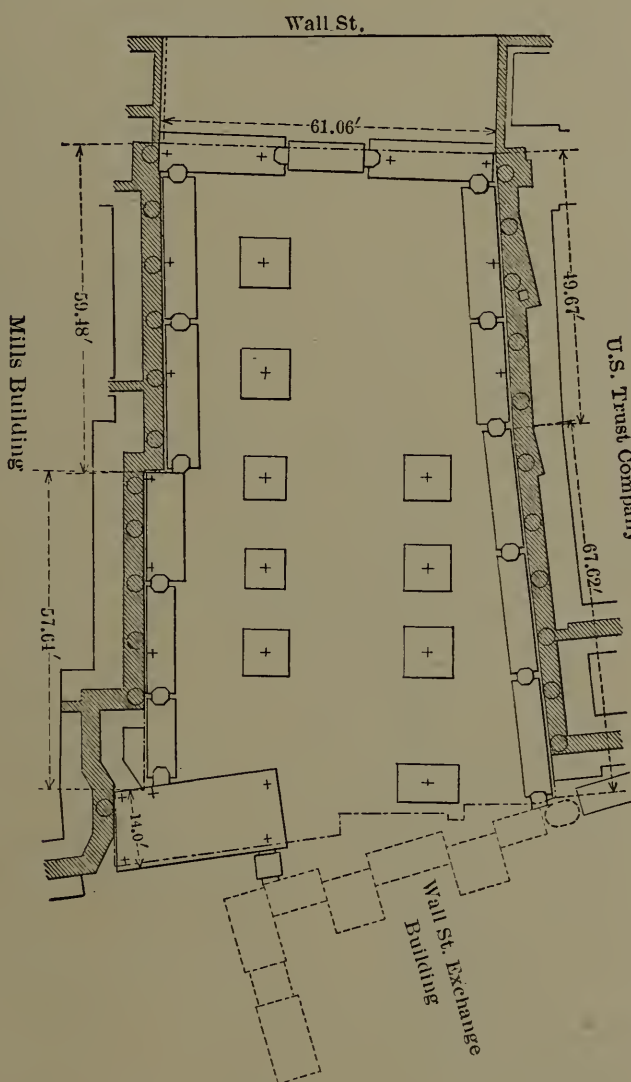 Wall St.
61.06′
59.48′
49.67′
Mills Building
U.S. Trust Company
67.62′
57.61′
14.0′
Wall St. Exchange
Building